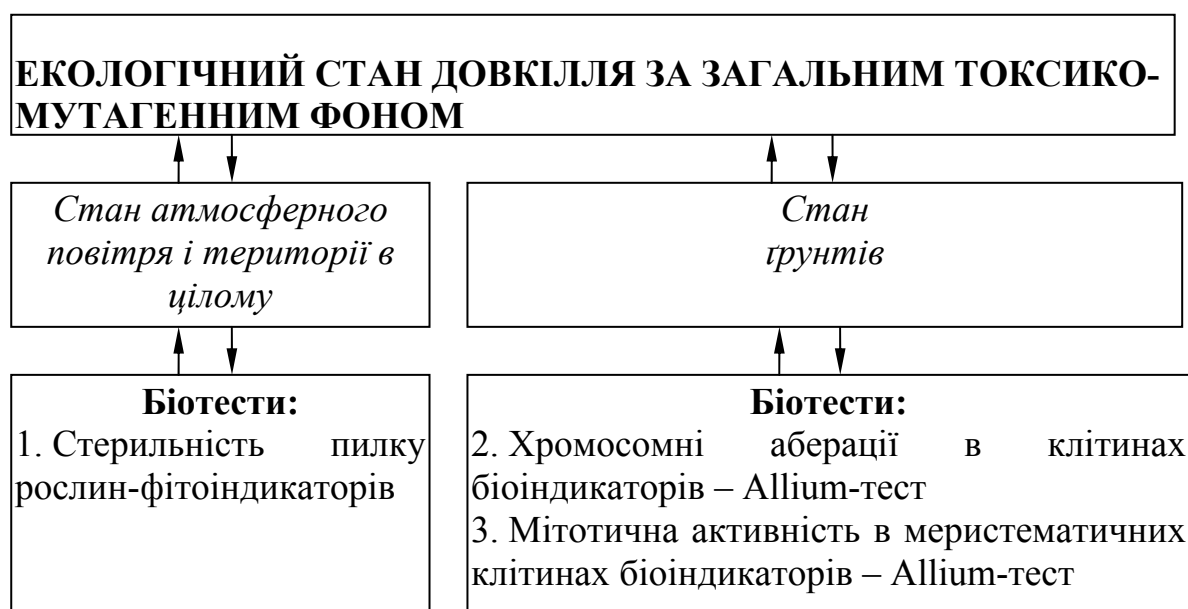 ЕКОЛОГІЧНИЙ СТАН ДОВКІЛЛЯ ЗА ЗАГАЛЬНИМ ТОКСИКО-
МУТАГЕННИМ ФОНОМ
Стан атмосферного
повітря і території в
цілому
Стан
ґрунтів
Біотести:
1. Стерильність пилку
рослин-фітоіндикаторів
Біотести:
2. Хромосомні аберації в клітинах
біоіндикаторів – Allium-тест
3. Мітотична активність в меристематичних
клітинах біоіндикаторів – Allium-тест